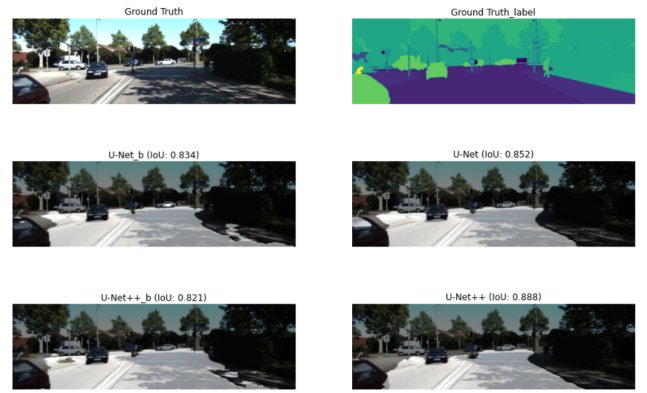 Ground Truth
Ground Truth_label
U-Net_b (IoU: 0.834)
U-Net (IoU: 0.852)
U-Net++_b (IoU: 0.821)
U-Net++ (IoU: 0.888)